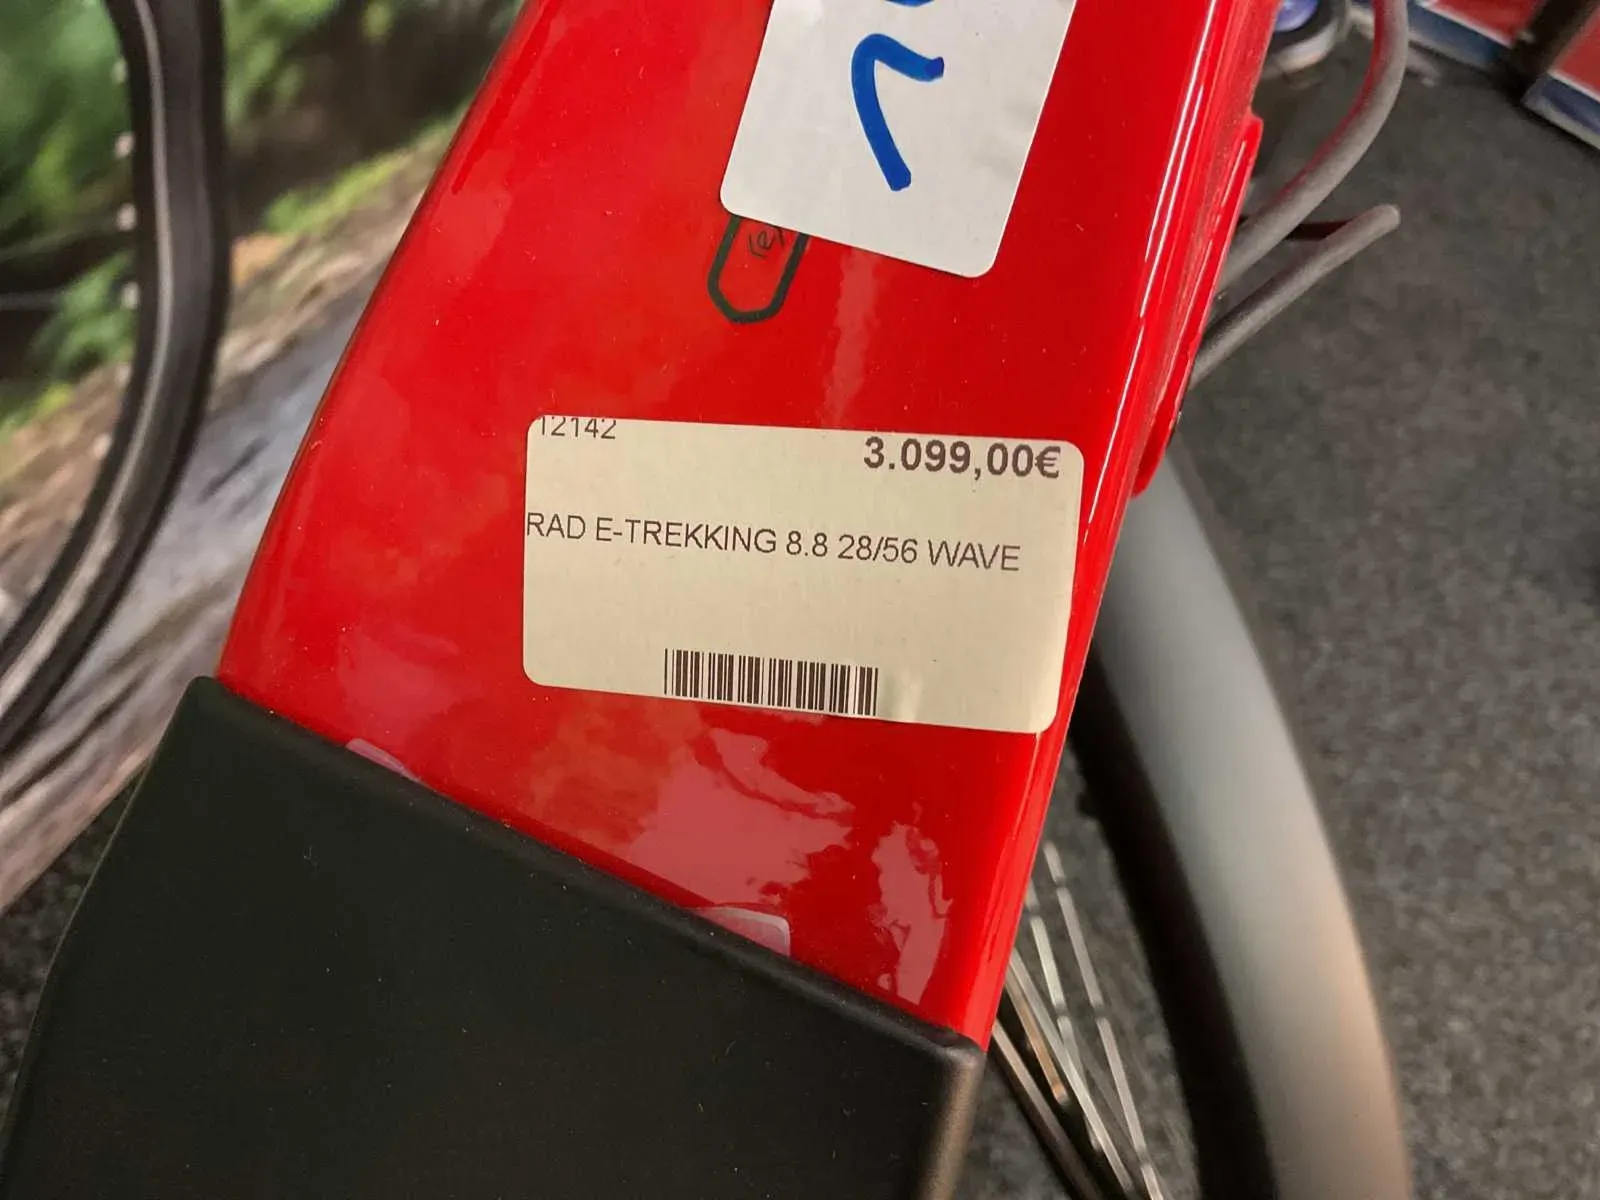 12142
3.099,00€
RAD E-TREKKING 8.8 28/56 WAVE